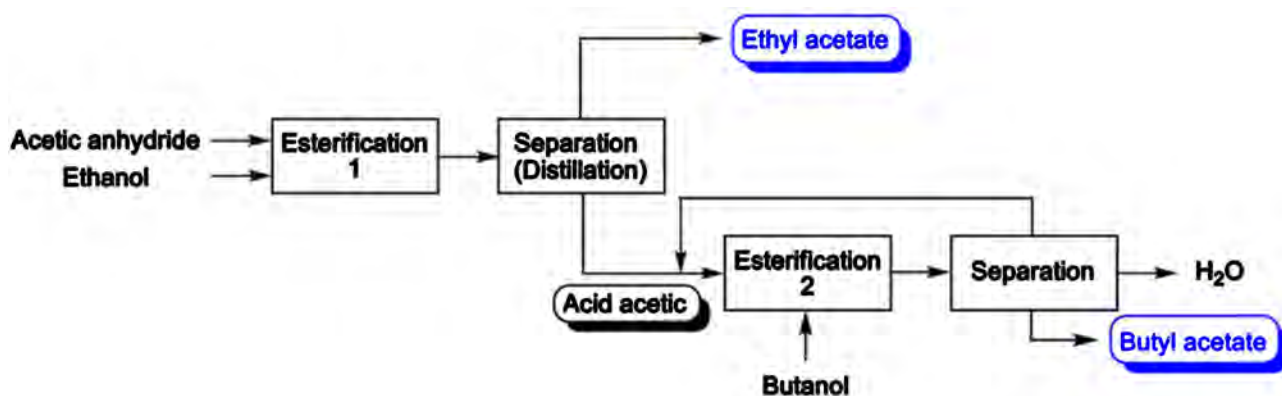 Ethyl acetate
Acetic anhydride
Ethanol
Esterification
1
Separation
(Distillation)
Acid acetic
Esterification
2
Separation
H₂O
Butyl acetate
Butanol